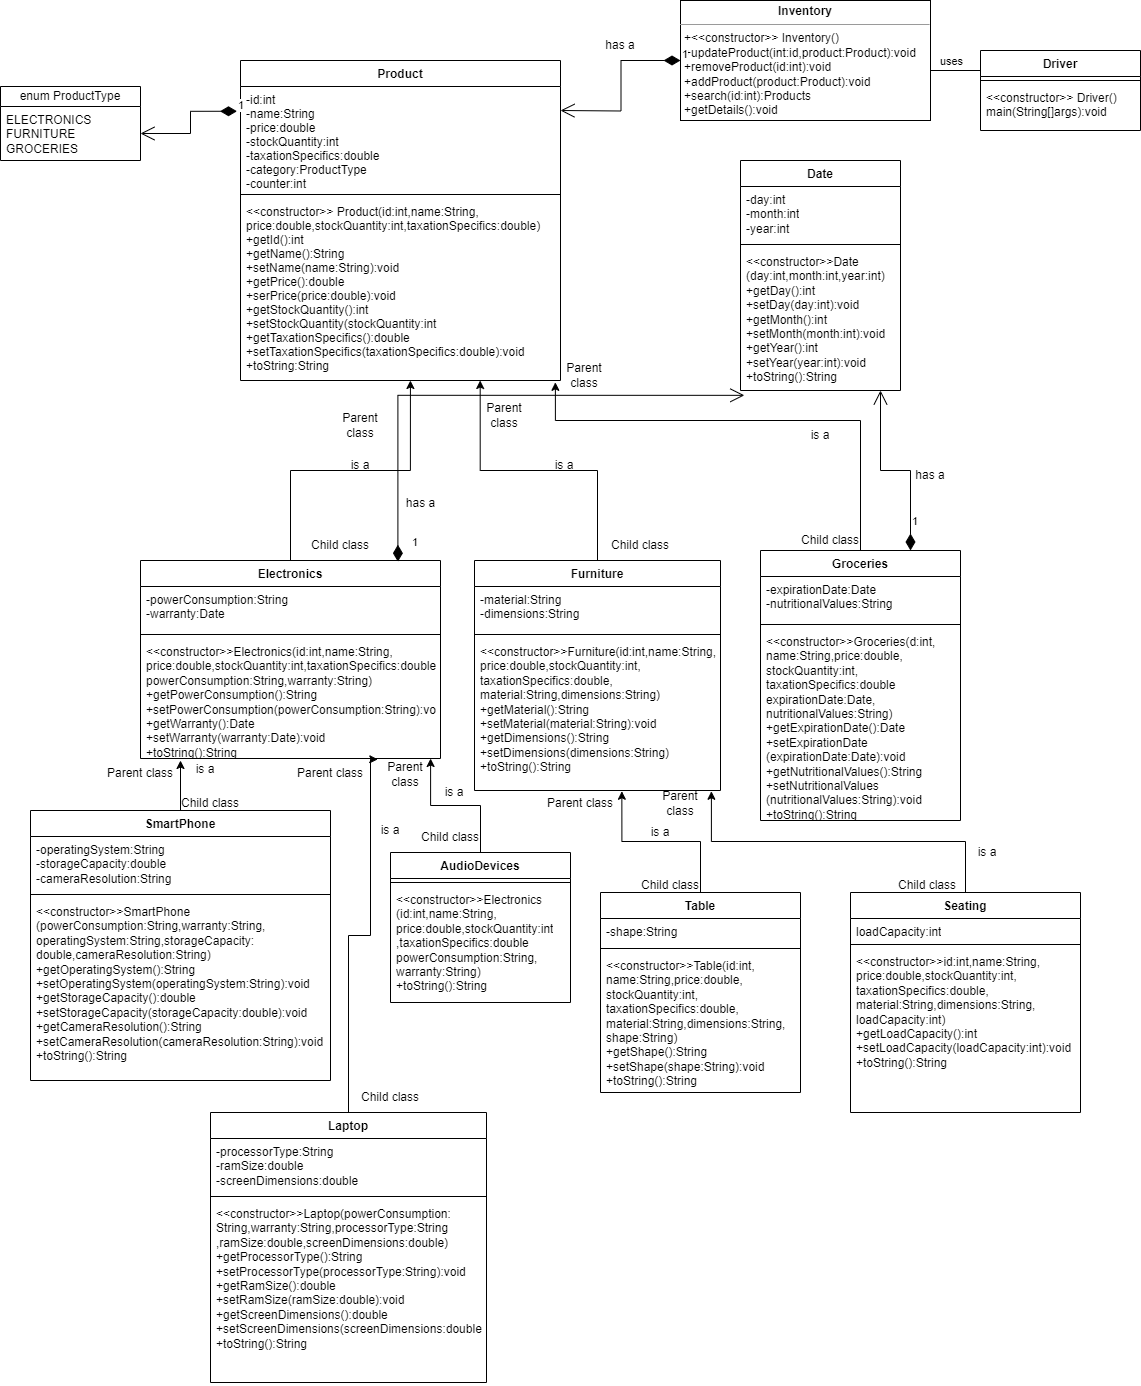 Inventory
+<<constructor>> Inventory()
-updateProduct(int:id,product:Product):void
+removeProduct(id:int):void
+addProduct(product:Product):void
+search(id:int):Products
+getDetails():void
1
has a
uses
Driver
<<constructor>> Driver()
main(String[]args):void
enum ProductType
ELECTRONICS
FURNITURE
GROCERIES
1
Product
-id:int
-name:String
-price:double
-stockQuantity:int
-taxationSpecifics:double
-category:ProductType
-counter:int
<<constructor>> Product(id:int,name:String,
price:double,stockQuantity:int,taxationSpecifics:double)
+getId():int
+getName():String
+setName(name:String):void
+getPrice():double
+serPrice(price:double):void
+getStockQuantity():int
+setStockQuantity(stockQuantity:int
+getTaxationSpecifics():double
+setTaxationSpecifics(taxationSpecifics:double):void
+toString:String
Date
-day:int
-month:int
-year:int
<<constructor>>Date
(day:int,month:int,year:int)
+getDay():int
+setDay(day:int):void
+getMonth():int
+setMonth(month:int):void
+getYear():int
+setYear(year:int):void
+toString():String
Parent
class
Parent
class
Parent
class
is a
is a
is a
has a
has a
1
1
Child class
Child class
Child class
Electronics
-powerConsumption:String
-warranty:Date
<<constructor>>Electronics(id:int,name:String,
price:double,stockQuantity:int,taxationSpecifics:double
powerConsumption:String,warranty:String)
+getPowerConsumption():String
+setPowerConsumption(powerConsumption:String):vo
+getWarranty():Date
+setWarranty(warranty:Date):void
+toString():String
Furniture
-material:String
-dimensions:String
<<constructor>>Furniture(id:int,name:String,
price:double,stockQuantity:int,
taxationSpecifics:double,
material:String,dimensions:String)
+getMaterial():String
+setMaterial(material:String):void
+getDimensions():String
+setDimensions(dimensions:String)
+toString():String
Groceries
-expirationDate:Date
-nutritionalValues:String
<<constructor>>Groceries(d:int,
name:String,price:double,
stockQuantity:int,
taxationSpecifics:double
expirationDate:Date,
nutritionalValues:String)
+getExpirationDate():Date
+setExpirationDate
(expirationDate:Date):void
+getNutritionalValues():String
+setNutritionalValues
(nutritionalValues:String):void
+toString():String
Parent class
is a
Parent class
Parent
class
Parent class
Parent
class
is a
is a
is a
is a
Child class
Child class
Child class
Child class
SmartPhone
-operatingSystem:String
-storageCapacity:double
-cameraResolution:String
<<constructor>>SmartPhone
(powerConsumption:String,warranty:String,
operatingSystem:String,storageCapacity:
double,cameraResolution:String)
+getOperatingSystem():String
+setOperatingSystem(operatingSystem:String):void
+getStorageCapacity():double
+setStorageCapacity(storageCapacity:double):void
+getCameraResolution():String
+setCameraResolution(cameraResolution:String):void
+toString():String
AudioDevices
<<constructor>>Electronics
(id:int,name:String,
price:double,stockQuantity:int
,taxationSpecifics:double
powerConsumption:String,
warranty:String)
+toString():String
Table
-shape:String
<<constructor>>Table(id:int,
name:String,price:double,
stockQuantity:int,
taxationSpecifics:double,
material:String,dimensions:String,
shape:String)
+getShape():String
+setShape(shape:String):void
+toString():String
Seating
loadCapacity:int
<<constructor>>id:int,name:String,
price:double,stockQuantity:int,
taxationSpecifics:double,
material:String,dimensions:String,
loadCapacity:int)
+getLoadCapacity():int
+setLoadCapacity(loadCapacity:int):void
+toString():String
Child class
Laptop
-processorType:String
-ramSize:double
-screenDimensions:double
<<constructor>>Laptop(powerConsumption:
String,warranty:String,processorType:String
,ramSize:double,screenDimensions:double)
+getProcessorType():String
+setProcessorType(processorType:String):void
+getRamSize():double
+setRamSize(ramSize:double):void
+getScreenDimensions():double
+setScreenDimensions(screenDimensions:double
+toString():String